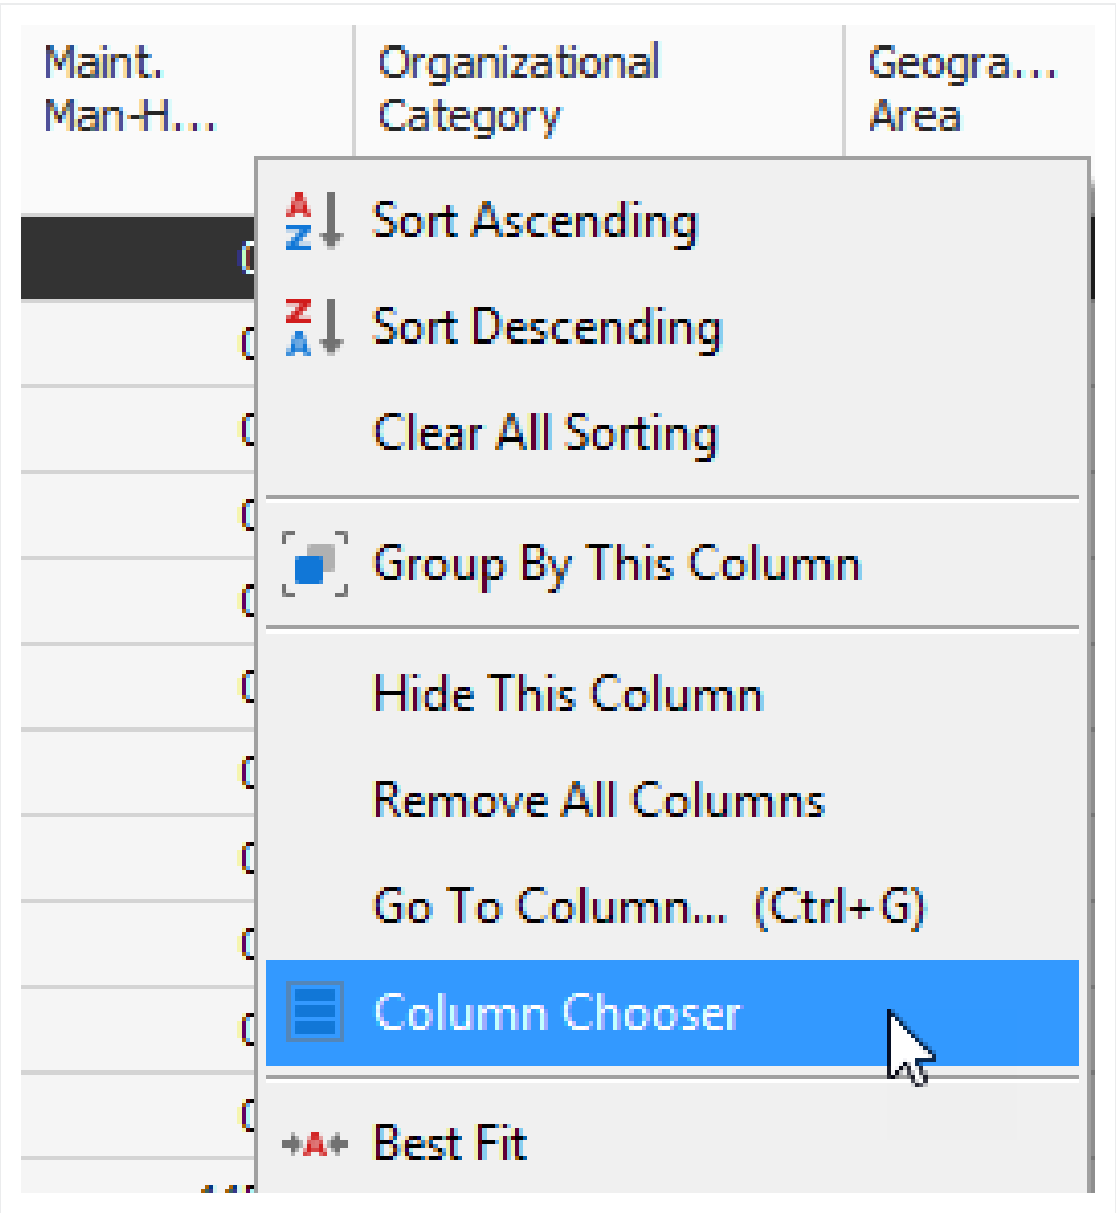 Maint.
Man-H...
Organizational
Category
Geogra...
Area
Sort Ascending
Sort Descending
Clear All Sorting
Group By This Column
Hide This Column
Remove All Columns
Go To Column... (Ctrl+G)
Column Chooser
Best Fit